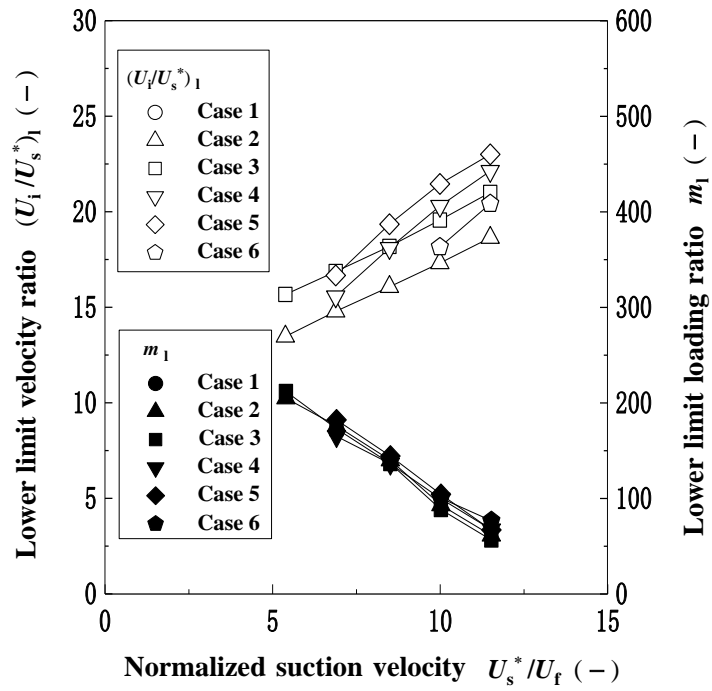 Lower limit velocity ratio (Ui/Us*)l (−)
30
25
20
15
10
5
0
(Ui/Us*)l
Case 1
Case 2
Case 3
Case 4
Case 5
Case 6
ml
Case 1
Case 2
Case 3
Case 4
Case 5
Case 6
600
500
400
300
200
100
0
Lower limit loading ratio ml (−)
0
5
10
15
Normalized suction velocity Us*/Uf (−)